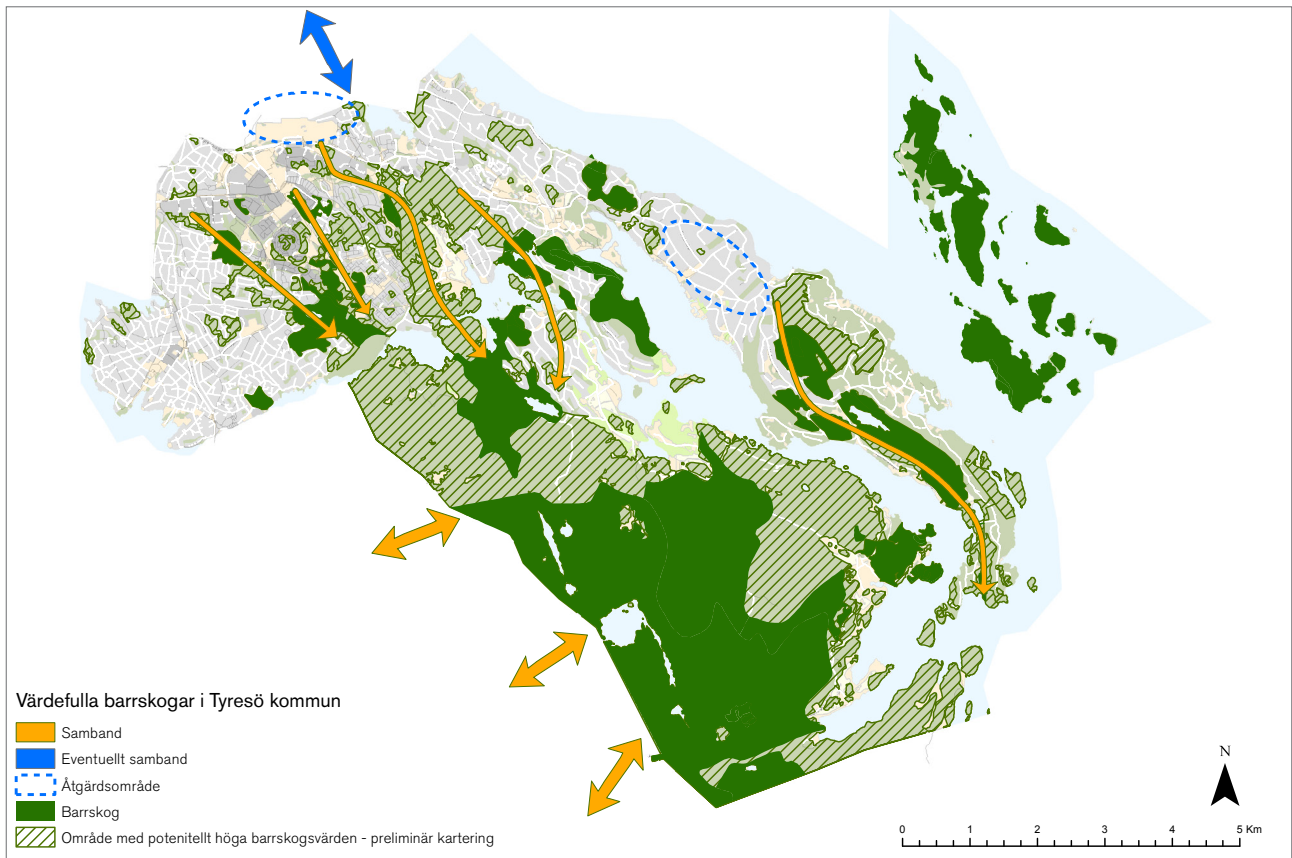 Värdefulla barrskogar i Tyresö kommun
Samband
Eventuellt samband
Åtgärdsområde
Barrskog
Område med potenitellt höga barrskogsvärden - preliminär kartering
N
0 1 2 3 4 5 Km